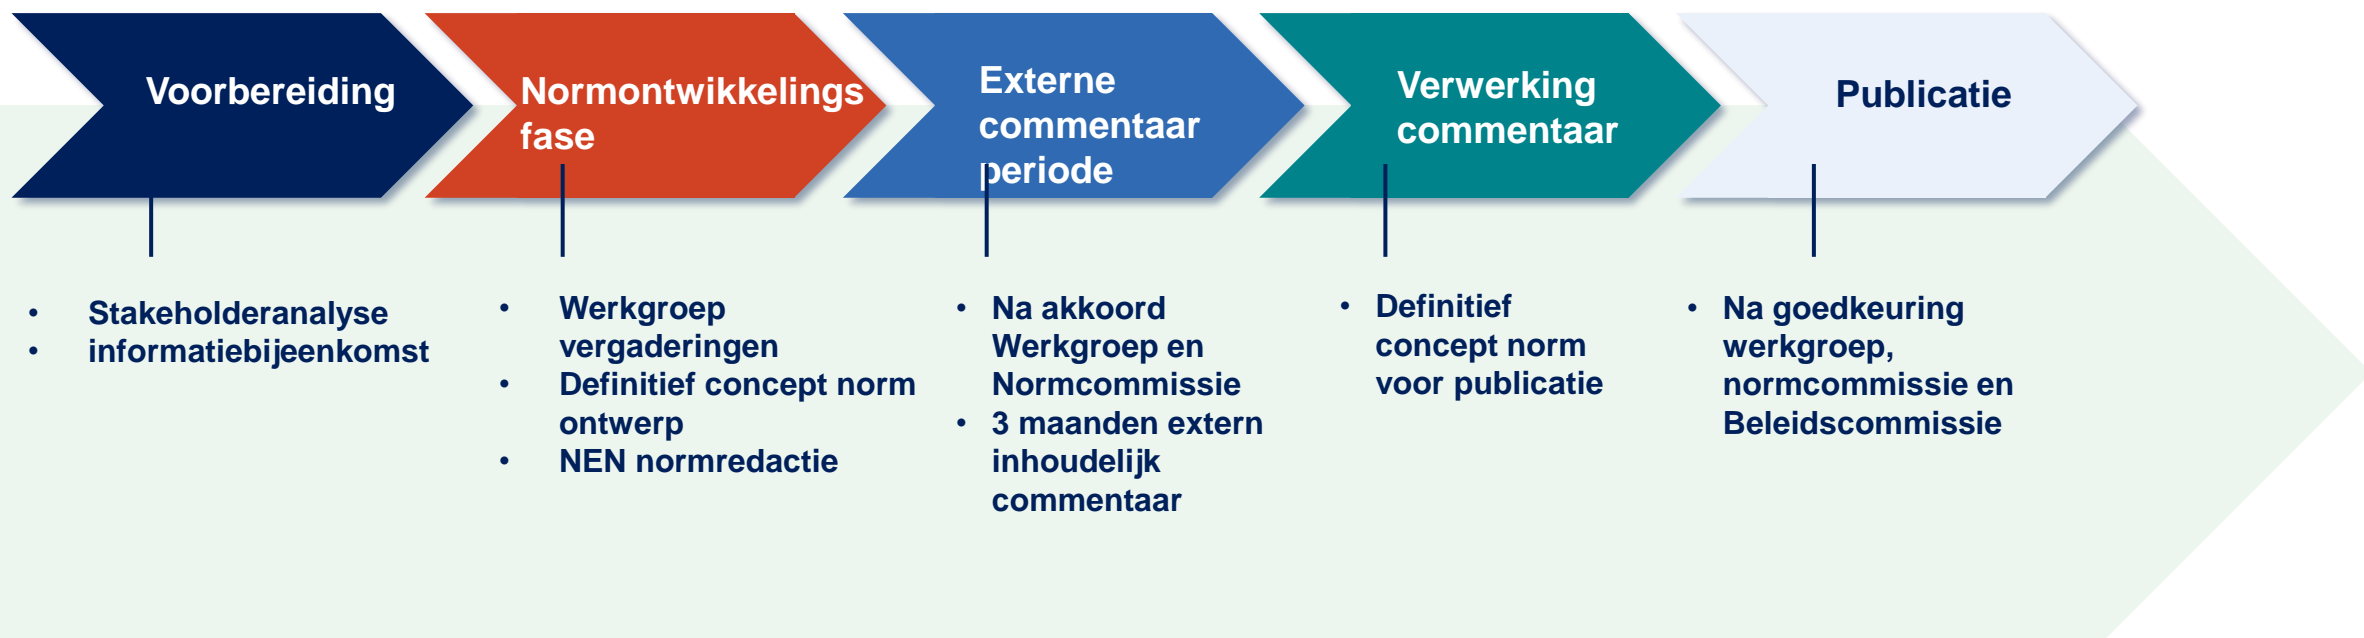 Voorbereiding
Normontwikkelings
fase
Externe
commentaar
periode
Verwerking
commentaar
Publicatie
• Stakeholderanalyse
• informatiebijeenkomst
• Werkgroep
vergaderingen
• Definitief concept norm
ontwerp
• NEN normredactie
• Na akkoord
Werkgroep en
Normcommissie
• 3 maanden extern
inhoudelijk
commentaar
• Definitief
concept norm
voor publicatie
• Na goedkeuring
werkgroep,
normcommissie en
Beleidscommissie